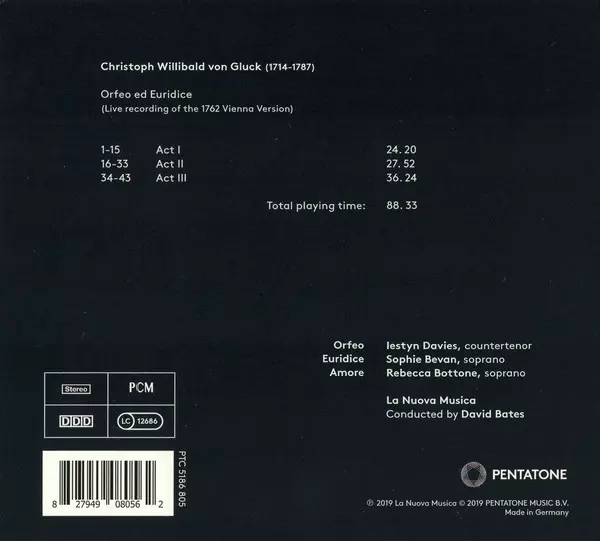 Christoph Willibald von Gluck (1714–1787)
Orfeo ed Euridice
(Live recording of the 1762 Vienna Version)
1-15 Act I 24.20
16-33 Act II 27.52
34-43 Act III 36.24
Total playing time: 88.33
Orfeo Iestyn Davies, countertenor
Euridice Sophie Bevan, soprano
Amore Rebecca Bottone, soprano
La Nuova Musica
Conducted by David Bates
Stereo PCM
DDD LC 12686
PTC 5186 805
8 27949 08056 2
PENTATONE
℗ 2019 La Nuova Musica © 2019 PENTATONE MUSIC B.V.
Made in Germany